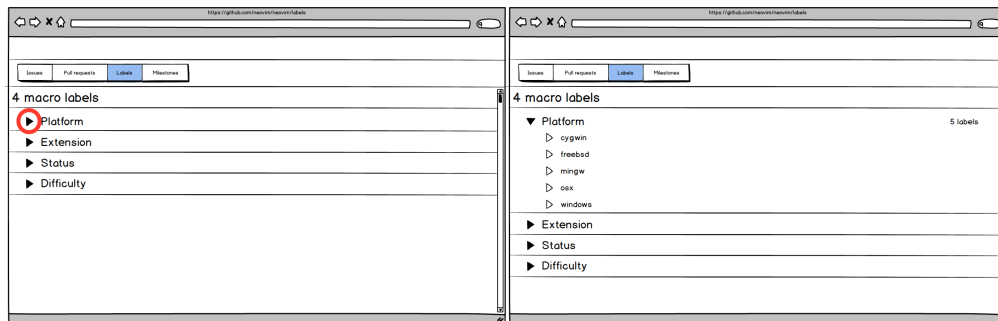 https://github.com/neovim/neovim/labels
Issues Pull requests Labels Milestones
4 macro labels
Platform
Extension
Status
Difficulty
https://github.com/neovim/neovim/labels
Issues Pull requests Labels Milestones
4 macro labels
Platform 5 labels
cygwin
freebsd
mingw
osx
windows
Extension
Status
Difficulty